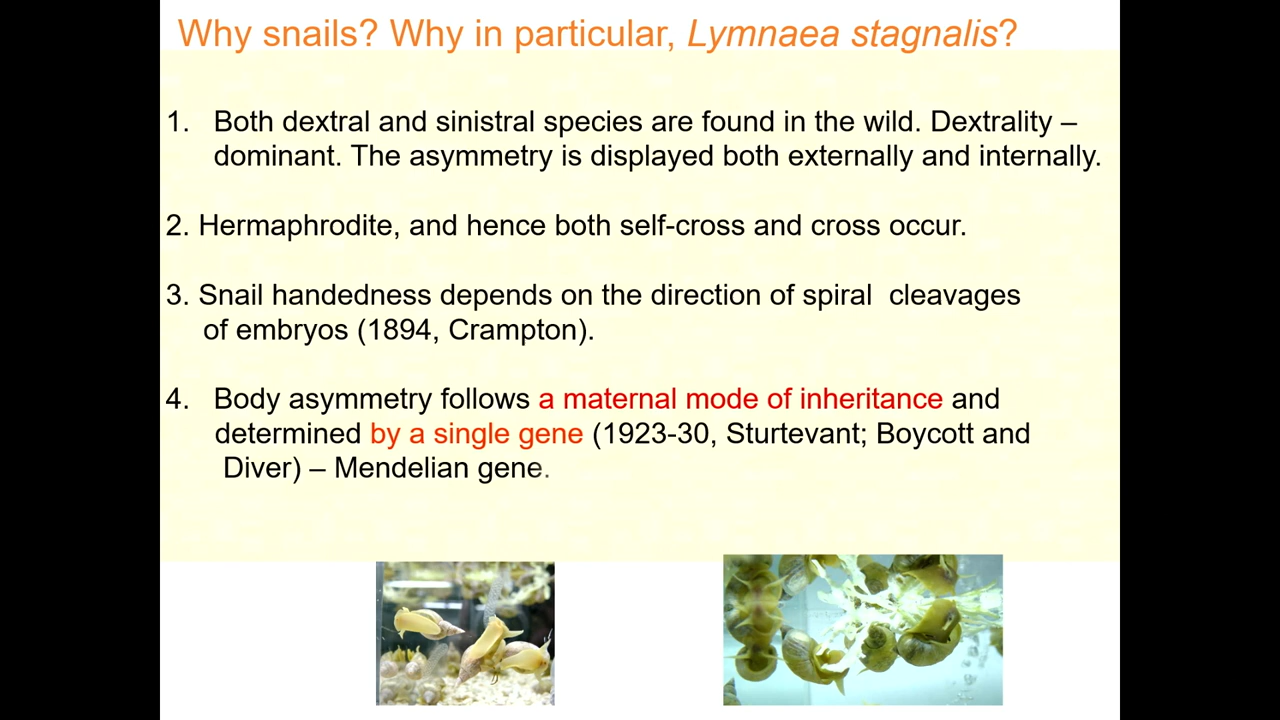 Why snails? Why in particular, Lymnaea stagnalis?
1. Both dextral and sinistral species are found in the wild. Dextrality –
dominant. The asymmetry is displayed both externally and internally.
2. Hermaphrodite, and hence both self-cross and cross occur.
3. Snail handedness depends on the direction of spiral cleavages
of embryos (1894, Crampton).
4. Body asymmetry follows a maternal mode of inheritance and
determined by a single gene (1923-30, Sturtevant; Boycott and
Diver) – Mendelian gene.